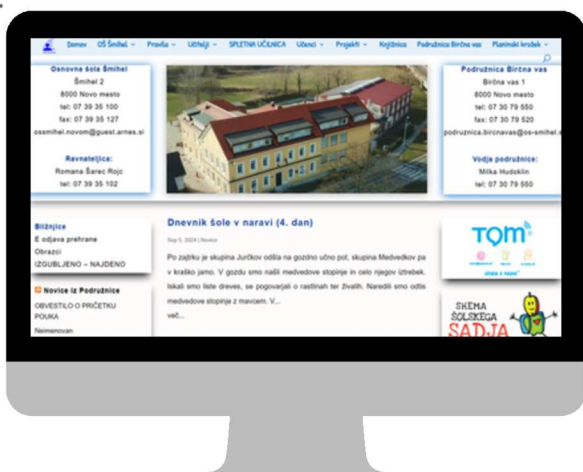 Domov OŠ Šmihel Pravila Učitelji SPLETNA UČILNICA Učenci Projekti Knjižnica Podružnica Birčna vas Planinski krožek
Osnovna šola Šmihel
Šmihel 2
8000 Novo mesto
tel: 07 39 35 100
fax: 07 39 35 127
ossmihel.novom@guest.arnes.si
Ravnateljica:
Romana Šarec Rojc
tel: 07 39 35 102
Podružnica Birčna vas
Birčna vas 1
8000 Novo mesto
tel: 07 30 79 550
fax: 07 30 79 520
podruznica.bircnavas@os-smihel.s
Vodja podružnice:
Milka Hudoklin
tel: 07 30 79 550
Bližnjice
E odjava prehrane
Obrazci
IZGUBLJENO – NAJDENO
Novice iz Podružnice
OBVESTILO O PRIČETKU
POUKA
Neimenovan
Dnevnik šole v naravi (4. dan)
Sep 5, 2024 | Novice
Po zajtrku je skupina Jurčkov odšla na gozdno učno pot, skupina Medvedkov pa
v kraško jamo. V gozdu smo našli medvedove stopinje in celo njegov iztrebek.
Iskali smo liste dreves, se pogovarjali o rastlinah ter živalih. Naredili smo odtis
medvedove stopinje z mavcem. V...
več...
TOM
SHEMA
ŠOLSKEGA
SADJA